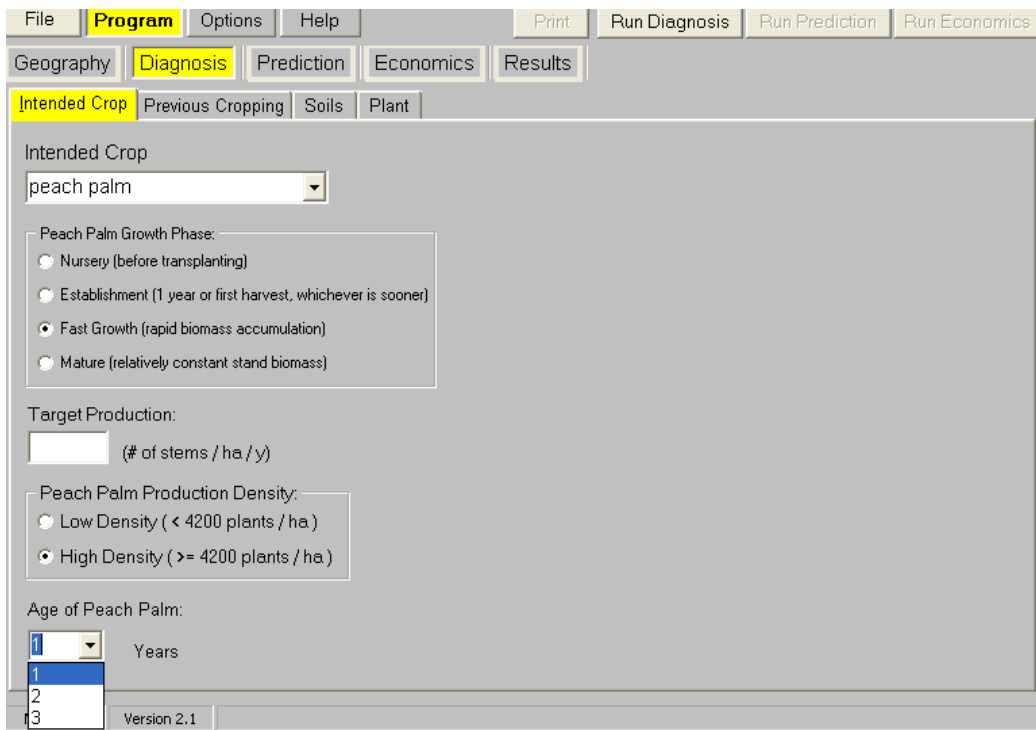 File Program Options Help Print Run Diagnosis Run Prediction Run Economics
Geography Diagnosis Prediction Economics Results
Intended Crop Previous Cropping Soils Plant
Intended Crop
peach palm
Peach Palm Growth Phase:
Nursery (before transplanting)
Establishment (1 year or first harvest, whichever is sooner)
Fast Growth (rapid biomass accumulation)
Mature (relatively constant stand biomass)
Target Production:
(# of stems / ha / y)
Peach Palm Production Density:
Low Density ( < 4200 plants / ha )
High Density ( >= 4200 plants / ha )
Age of Peach Palm:
1 Years
1
2
3
Version 2.1